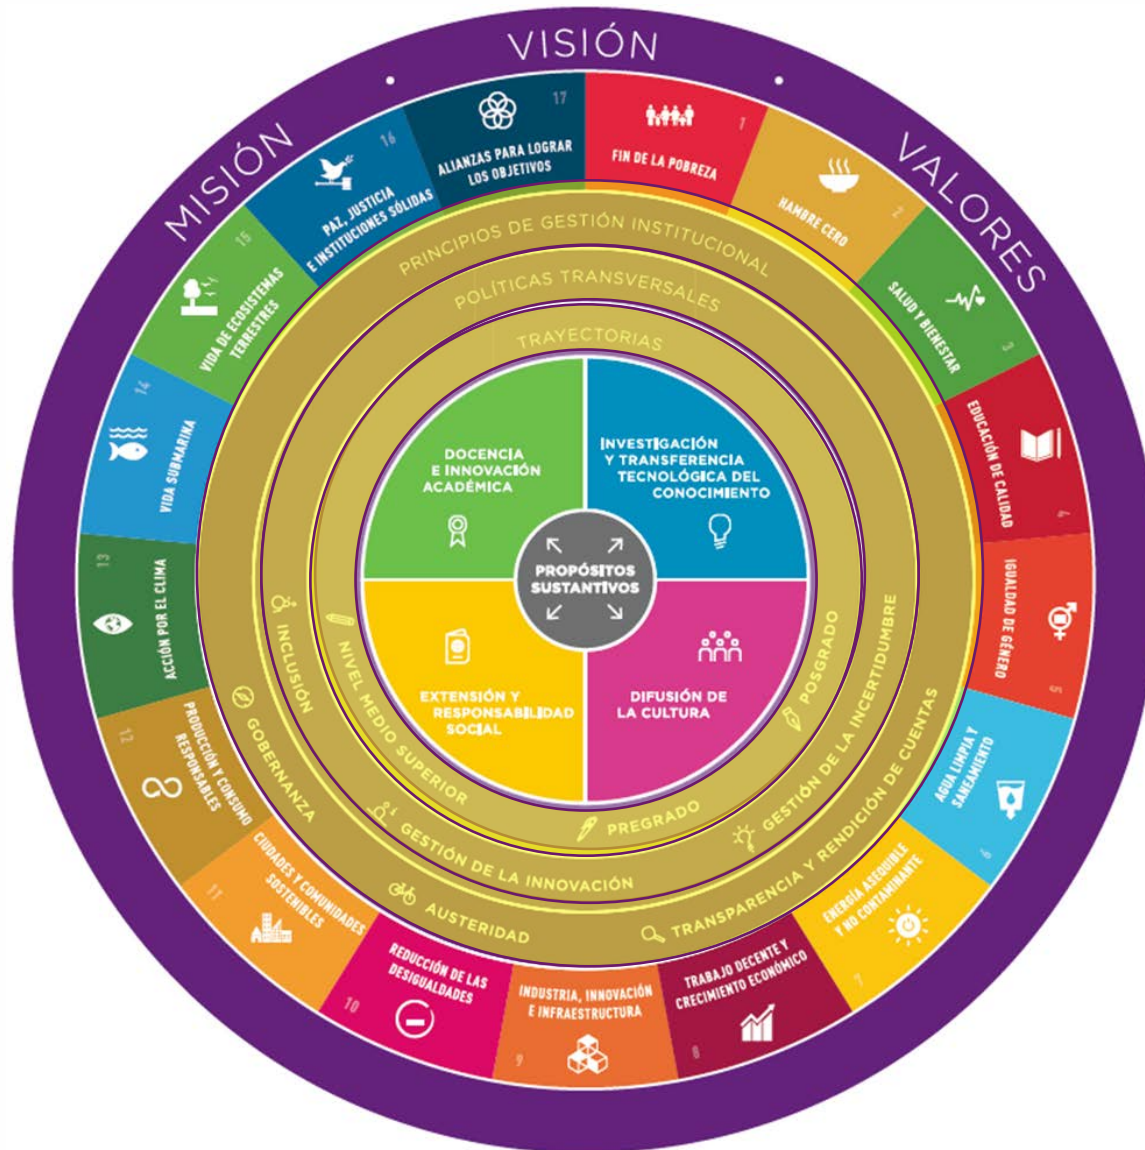 MISIÓN
VISIÓN
VALORES
1
FIN DE LA POBREZA
2
HAMBRE CERO
3
SALUD Y BIENESTAR
4
EDUCACIÓN DE CALIDAD
5
IGUALDAD DE GÉNERO
6
AGUA LIMPIA Y
SANEAMIENTO
7
ENERGÍA ASEQUIBLE
Y NO CONTAMINANTE
8
TRABAJO DECENTE Y
CRECIMIENTO ECONÓMICO
9
INDUSTRIA, INNOVACIÓN
E INFRAESTRUCTURA
10
REDUCCIÓN DE LAS
DESIGUALDADES
11
CIUDADES Y COMUNIDADES
SOSTENIBLES
12
PRODUCCIÓN Y CONSUMO
RESPONSABLES
13
ACCIÓN POR EL CLIMA
14
VIDA SUBMARINA
15
VIDA DE ECOSISTEMAS
TERRESTRES
16
PAZ, JUSTICIA
E INSTITUCIONES SÓLIDAS
17
ALIANZAS PARA LOGRAR
LOS OBJETIVOS
PRINCIPIOS DE GESTIÓN INSTITUCIONAL
GOBERNANZA
AUSTERIDAD
TRANSPARENCIA Y RENDICIÓN DE CUENTAS
POLÍTICAS TRANSVERSALES
INCLUSIÓN
GESTIÓN DE LA INNOVACIÓN
GESTIÓN DE LA INCERTIDUMBRE
TRAYECTORIAS
NIVEL MEDIO SUPERIOR
PREGRADO
POSGRADO
DOCENCIA
E INNOVACIÓN
ACADÉMICA
INVESTIGACIÓN
Y TRANSFERENCIA
TECNOLÓGICA DEL
CONOCIMIENTO
PROPÓSITOS
SUSTANTIVOS
EXTENSIÓN Y
RESPONSABILIDAD
SOCIAL
DIFUSIÓN DE
LA CULTURA